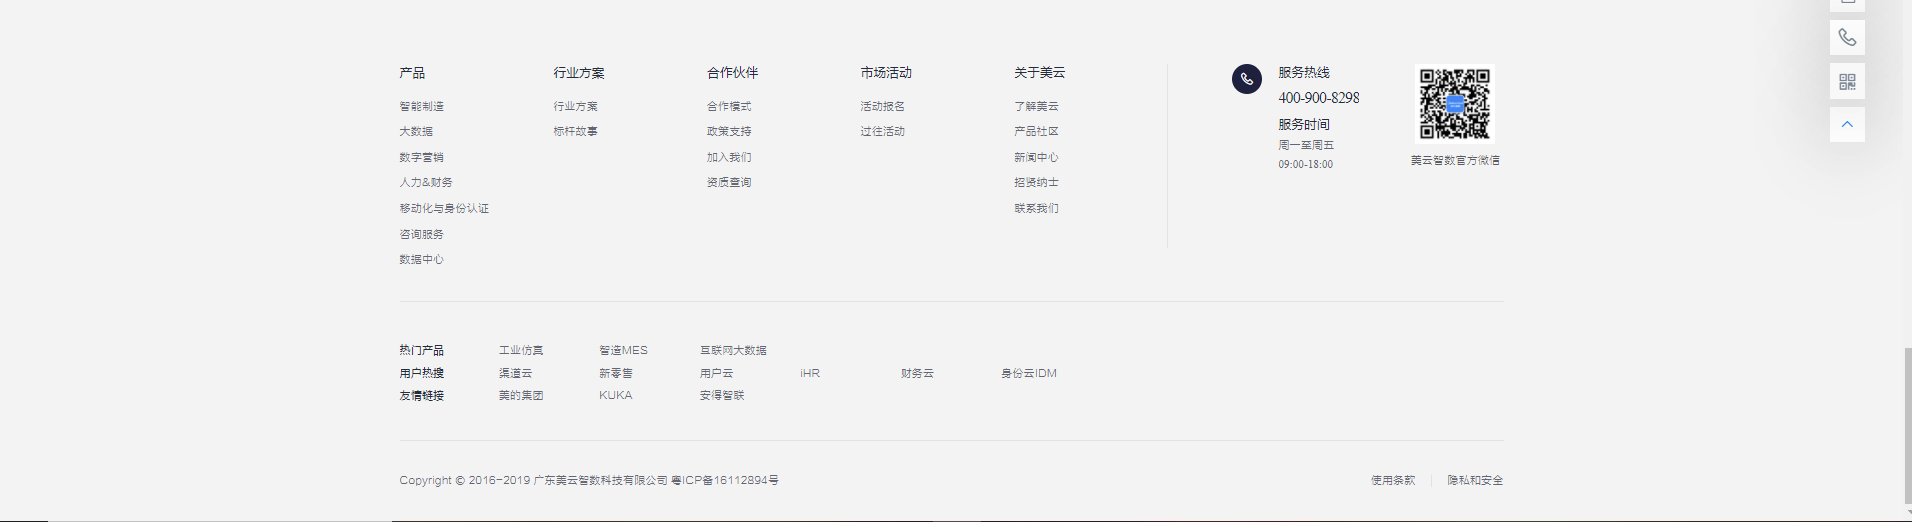 产品
智能制造
大数据
数字营销
人力&财务
移动化与身份认证
咨询服务
数据中心
行业方案
行业方案
标杆故事
合作伙伴
合作模式
政策支持
加入我们
资质查询
市场活动
活动报名
过往活动
关于美云
了解美云
产品社区
新闻中心
招贤纳士
联系我们
服务热线
400-900-8298
服务时间
周一至周五
09:00-18:00
美云智数官方微信
热门产品 工业仿真 智造MES 互联网大数据
用户热搜 渠道云 新零售 用户云 iHR 财务云 身份云IDM
友情链接 美的集团 KUKA 安得智联
Copyright © 2016-2019 广东美云智数科技有限公司 粤ICP备16112894号
使用条款 | 隐私和安全